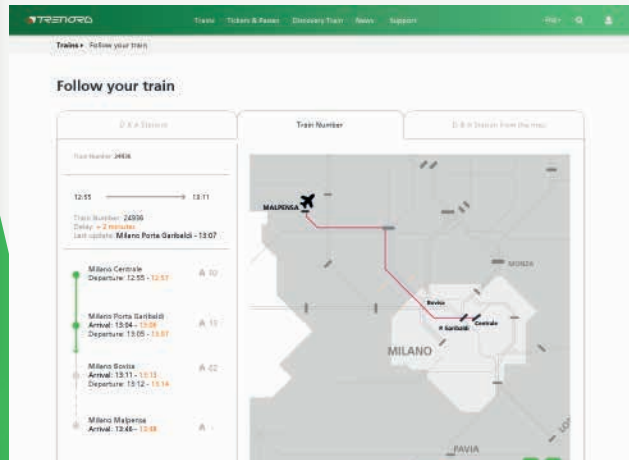 TRENORD
Trains Tickets & Passes Discovery Train News Support
Trains Follow your train
Follow your train
Train Number
Train Number 24936
12:55 13:11
Train Number: 24936
Delay: + 2 minutes
Last update: Milano Porta Garibaldi - 13:07
Milano Centrale
Departure: 12:55 - 12:57
Milano Porta Garibaldi
Arrival: 13:04 - 13:06
Departure: 13:05 - 13:07
Milano Bovisa
Arrival: 13:11 - 13:13
Departure: 13:12 - 13:14
Milano Malpensa
Arrival: 13:46 - 13:48
MALPENSA
MONZA
Bovisa
P. Garibaldi Centrale
MILANO
PAVIA